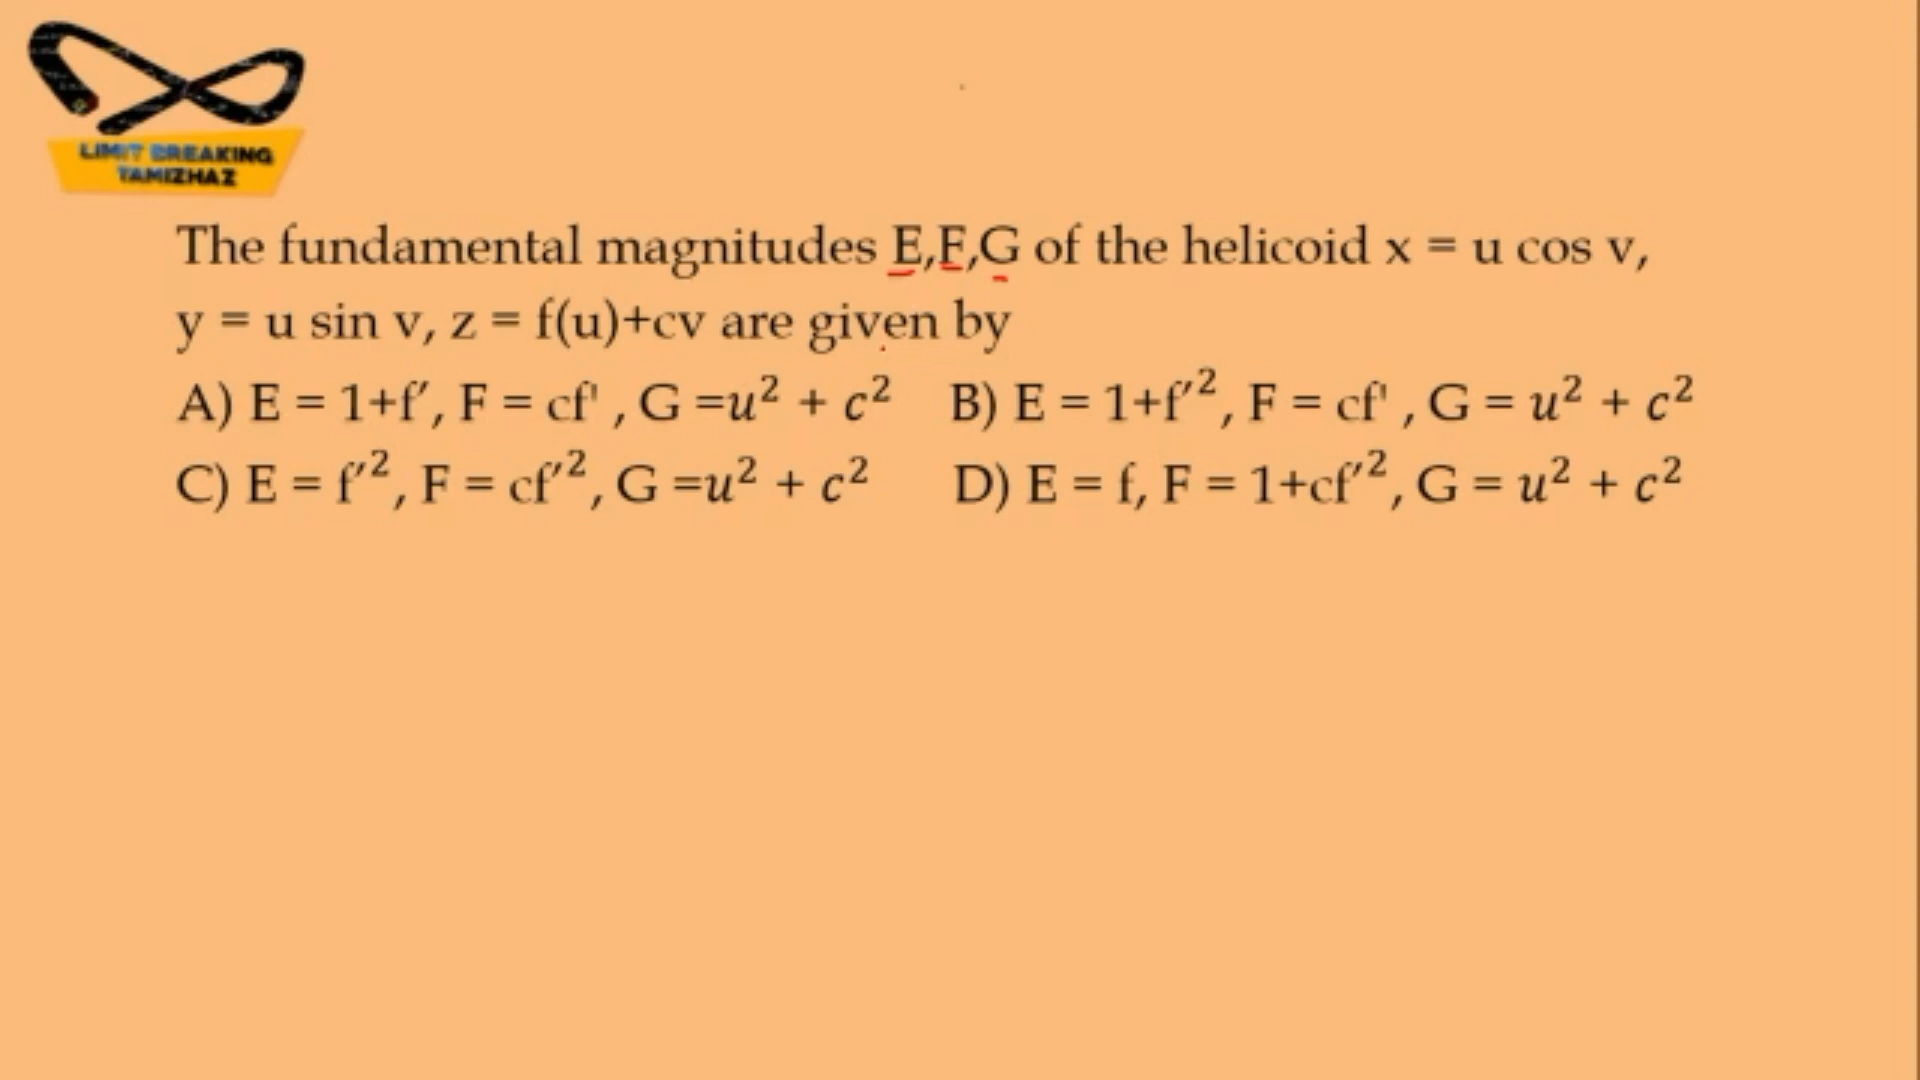 LIMIT BREAKING
TAMIZHAZ
The fundamental magnitudes E,F,G of the helicoid x = u cos v,
y = u sin v, z = f(u)+cv are given by
A) E = 1+f′, F = cf' , G =u² + c² B) E = 1+f′², F = cf' , G = u² + c²
C) E = f′², F = cf′², G =u² + c² D) E = f, F = 1+cf′², G = u² + c²